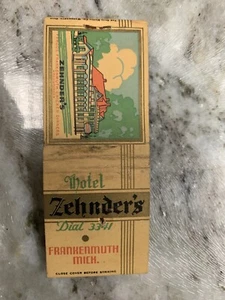 ZEHNDER'S
Hotel
Zehnder's
Dial 3341
FRANKENMUTH
MICH.
CLOSE COVER BEFORE STRIKING